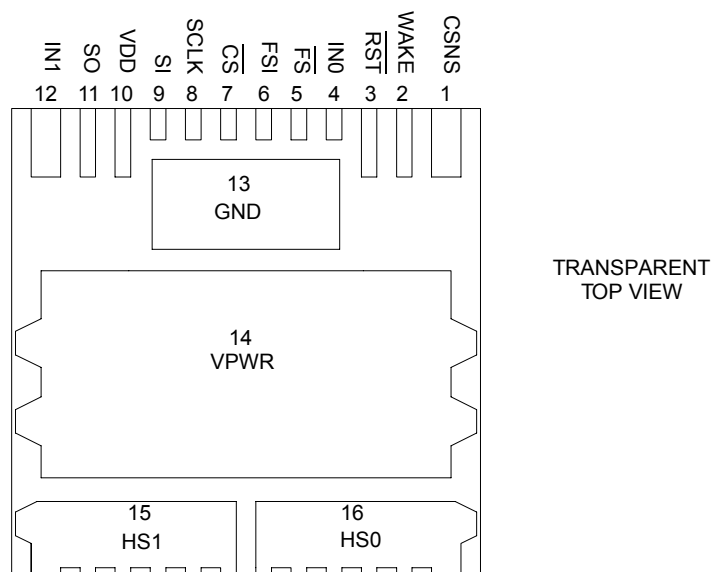 IN1
SO
VDD
SI
SCLK
CS
FSI
FS
IN0
RST
WAKE
CSNS
12 11 10 9 8 7 6 5 4 3 2 1
13
GND
TRANSPARENT
TOP VIEW
14
VPWR
15
HS1
16
HS0